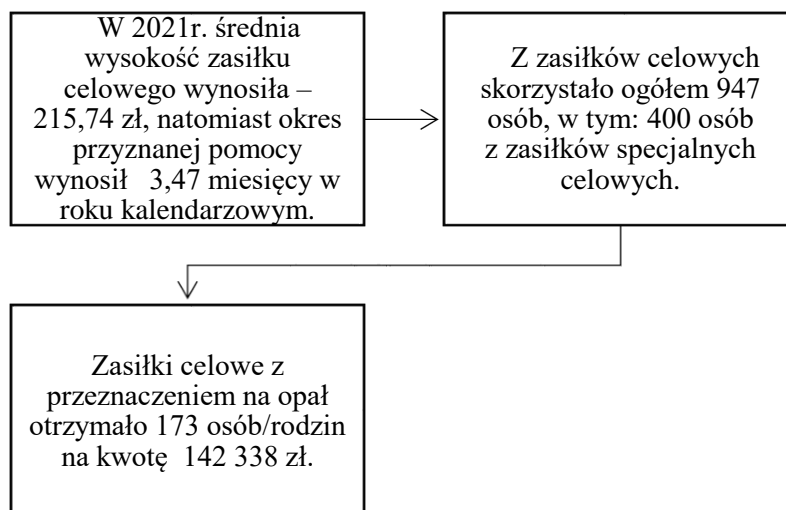 W 2021r. średnia
wysokość zasiłku
celowego wynosiła –
215,74 zł, natomiast okres
przyznanej pomocy
wynosił 3,47 miesięcy w
roku kalendarzowym.
Z zasiłków celowych
skorzystało ogółem 947
osób, w tym: 400 osób
z zasiłków specjalnych
celowych.
Zasiłki celowe z
przeznaczeniem na opał
otrzymało 173 osób/rodzin
na kwotę 142 338 zł.